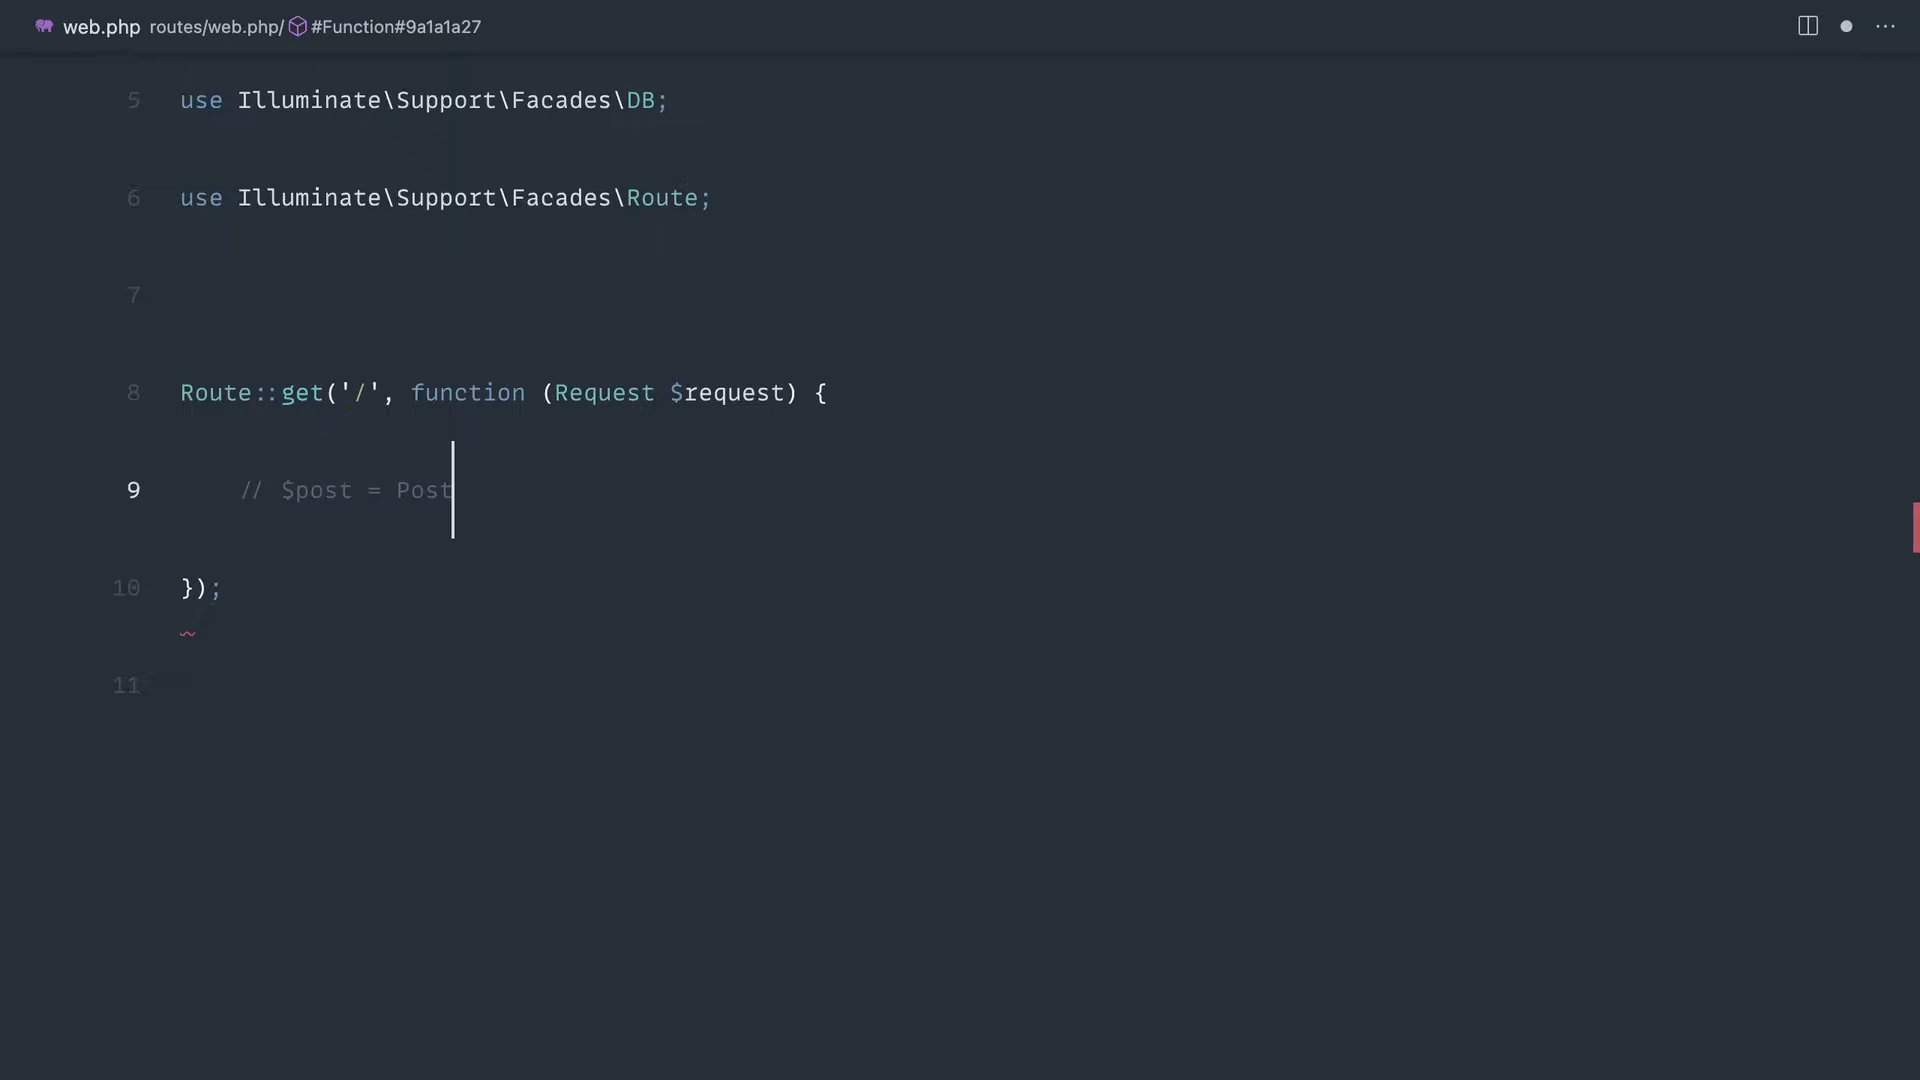 web.php routes/web.php/ #Function#9a1a1a27
5 use Illuminate\Support\Facades\DB;
6 use Illuminate\Support\Facades\Route;
7
8 Route::get('/', function (Request $request) {
9 // $post = Post
10 });
11